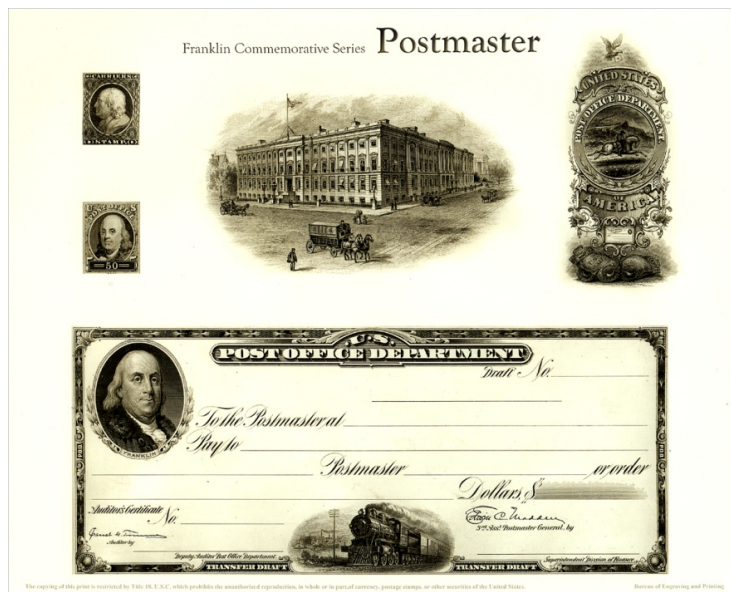 Franklin Commemorative Series Postmaster
CARRIERS
STAMP
UNITED STATES
POST OFFICE DEPARTMENT
OF
AMERICA
U.S. POST OFFICE
50
U.S.
POST OFFICE DEPARTMENT
Draft No.
To the Postmaster at
Pay to
FRANKLIN
Postmaster or order
Dollars, $
Auditor's Certificate
No.
3rd Asst. Postmaster General, by
Auditor by
Deputy Auditor Post Office Department.
Superintendent Division of Finance.
TRANSFER DRAFT
TRANSFER DRAFT
The copying of this print is restricted by Title 18, U.S.C. which prohibits the unauthorized reproduction, in whole or in part, of currency, postage stamps, or other securities of the United States.
Bureau of Engraving and Printing